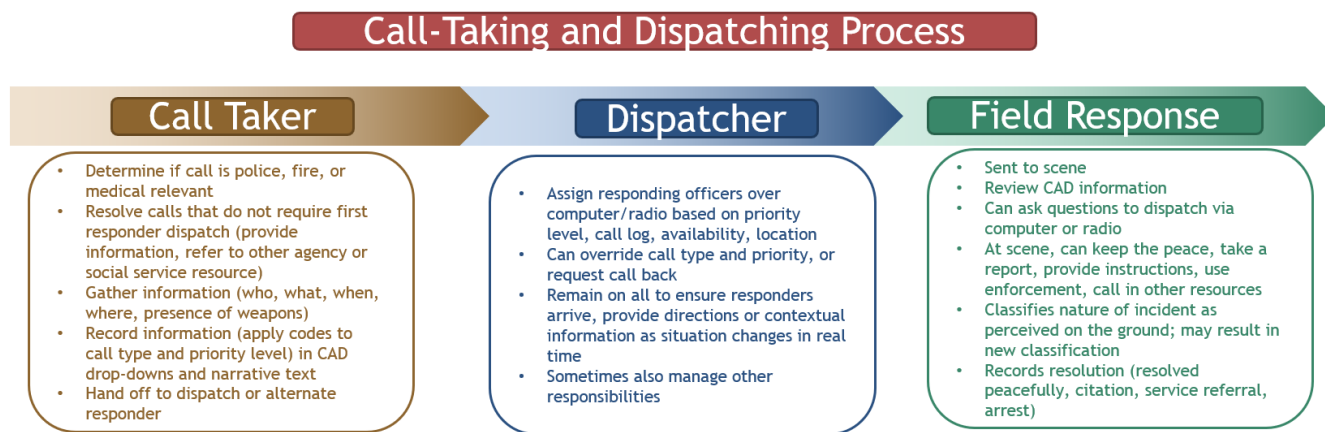 Call-Taking and Dispatching Process
Call Taker
• Determine if call is police, fire, or
medical relevant
• Resolve calls that do not require first
responder dispatch (provide
information, refer to other agency or
social service resource)
• Gather information (who, what, when,
where, presence of weapons)
• Record information (apply codes to
call type and priority level) in CAD
drop-downs and narrative text
• Hand off to dispatch or alternate
responder
Dispatcher
• Assign responding officers over
computer/radio based on priority
level, call log, availability, location
• Can override call type and priority, or
request call back
• Remain on all to ensure responders
arrive, provide directions or contextual
information as situation changes in real
time
• Sometimes also manage other
responsibilities
Field Response
• Sent to scene
• Review CAD information
• Can ask questions to dispatch via
computer or radio
• At scene, can keep the peace, take a
report, provide instructions, use
enforcement, call in other resources
• Classifies nature of incident as
perceived on the ground; may result in
new classification
• Records resolution (resolved
peacefully, citation, service referral,
arrest)